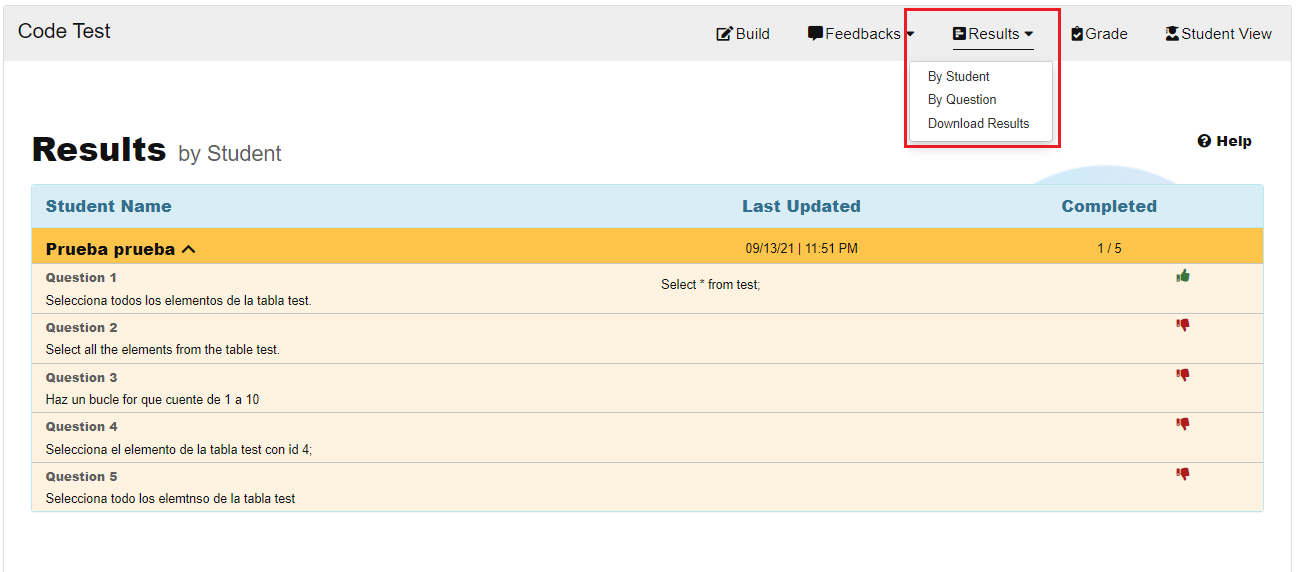 Code Test
Build
Feedbacks
Results
Grade
Student View
By Student
By Question
Download Results
Results by Student
Help
Student Name Last Updated Completed
Prueba prueba 09/13/21 | 11:51 PM 1 / 5
Question 1
Selecciona todos los elementos de la tabla test. Select * from test;
Question 2
Select all the elements from the table test.
Question 3
Haz un bucle for que cuente de 1 a 10
Question 4
Selecciona el elemento de la tabla test con id 4;
Question 5
Selecciona todo los elemtnso de la tabla test